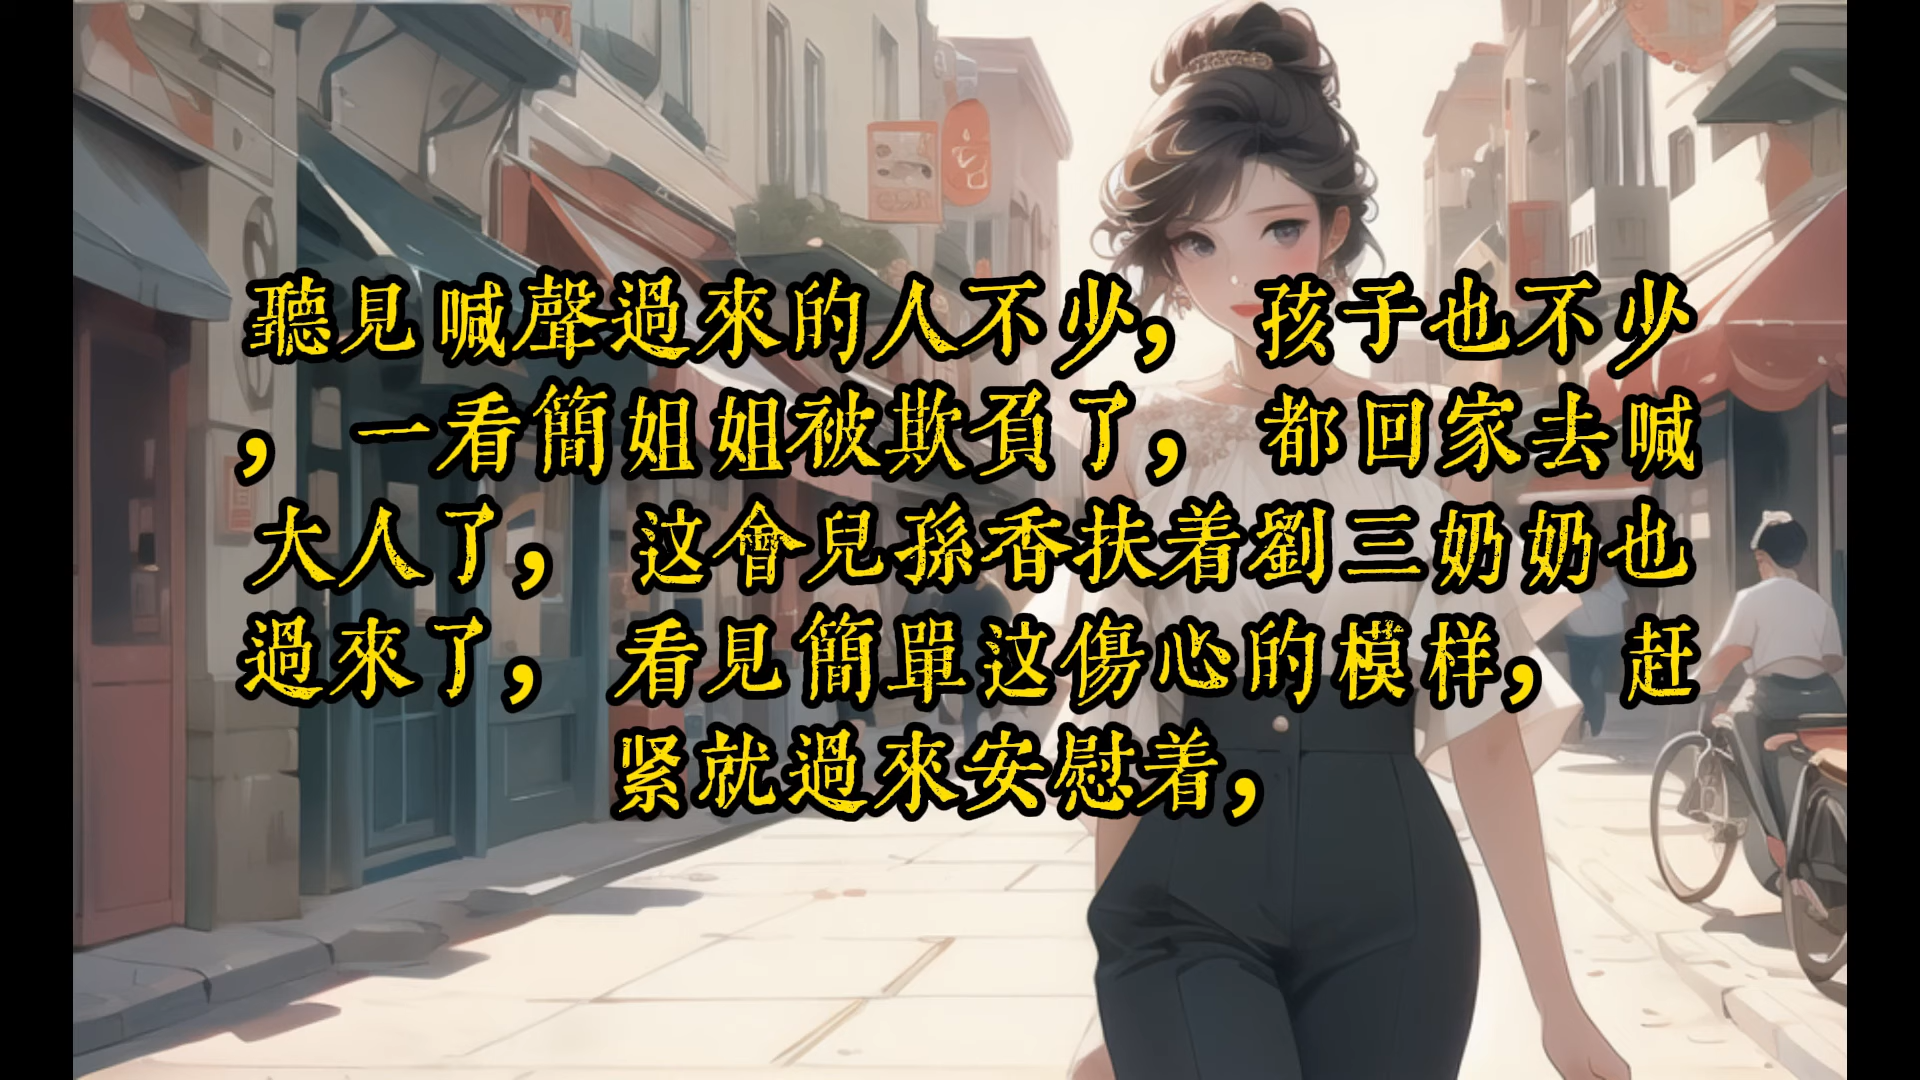 聽見喊聲過來的人不少, 孩子也不少
, 一看簡姐姐被欺負了, 都回家去喊
大人了, 这會兒孫香扶着劉三奶奶也
過來了, 看見簡單这傷心的模样, 赶
紧就過來安慰着,